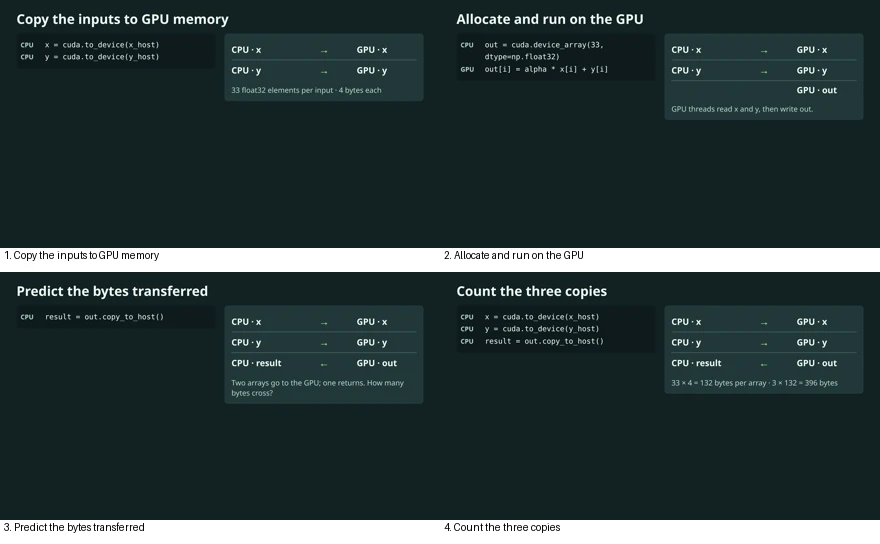 Copy the inputs to GPU memory
CPU x = cuda.to_device(x_host)
CPU y = cuda.to_device(y_host)
CPU · x → GPU · x
CPU · y → GPU · y
33 float32 elements per input · 4 bytes each
1. Copy the inputs to GPU memory
Allocate and run on the GPU
CPU out = cuda.device_array(33,
dtype=np.float32)
GPU out[i] = alpha * x[i] + y[i]
CPU · x → GPU · x
CPU · y → GPU · y
GPU · out
GPU threads read x and y, then write out.
2. Allocate and run on the GPU
Predict the bytes transferred
CPU result = out.copy_to_host()
CPU · x → GPU · x
CPU · y → GPU · y
CPU · result ← GPU · out
Two arrays go to the GPU; one returns. How many
bytes cross?
3. Predict the bytes transferred
Count the three copies
CPU x = cuda.to_device(x_host)
CPU y = cuda.to_device(y_host)
CPU result = out.copy_to_host()
CPU · x → GPU · x
CPU · y → GPU · y
CPU · result ← GPU · out
33 × 4 = 132 bytes per array · 3 × 132 = 396 bytes
4. Count the three copies